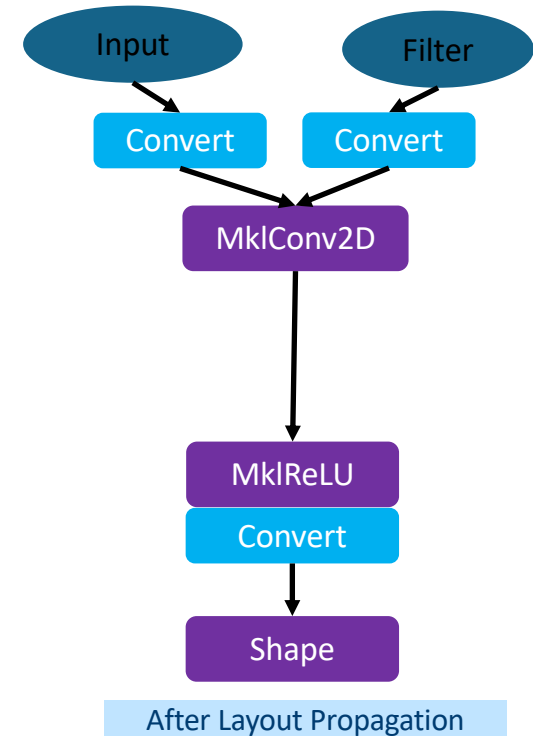 Input
Filter
Convert
Convert
MklConv2D
MklReLU
Convert
Shape
After Layout Propagation